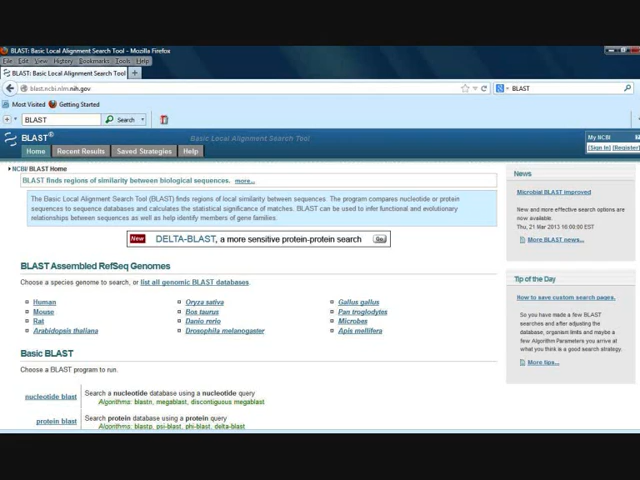 BLAST: Basic Local Alignment Search Tool - Mozilla Firefox
File Edit View History Bookmarks Tools Help
BLAST: Basic Local Alignment Search Tool
blast.ncbi.nlm.nih.gov
BLAST
Most Visited Getting Started
BLAST Search
BLAST®
Basic Local Alignment Search Tool
My NCBI
[Sign In] [Register]
Home Recent Results Saved Strategies Help
NCBI/ BLAST Home
BLAST finds regions of similarity between biological sequences. more...
The Basic Local Alignment Search Tool (BLAST) finds regions of local similarity between sequences. The program compares nucleotide or protein
sequences to sequence databases and calculates the statistical significance of matches. BLAST can be used to infer functional and evolutionary
relationships between sequences as well as help identify members of gene families.
New DELTA-BLAST, a more sensitive protein-protein search Go
BLAST Assembled RefSeq Genomes
Choose a species genome to search, or list all genomic BLAST databases.
Human
Mouse
Rat
Arabidopsis thaliana
Oryza sativa
Bos taurus
Danio rerio
Drosophila melanogaster
Gallus gallus
Pan troglodytes
Microbes
Apis mellifera
Basic BLAST
Choose a BLAST program to run.
nucleotide blast
Search a nucleotide database using a nucleotide query
Algorithms: blastn, megablast, discontiguous megablast
protein blast
Search protein database using a protein query
Algorithms: blastp, psi-blast, phi-blast, delta-blast
News
Microbial BLAST improved
New and more effective search options are
now available.
Thu, 21 Mar 2013 16:00:00 EST
More BLAST news...
Tip of the Day
How to save custom search pages.
So you have made a few BLAST
searches and after adjusting the
database, organism limits and maybe a
few Algorithm Parameters you arrive at
what you think is a good search strategy.
More tips...